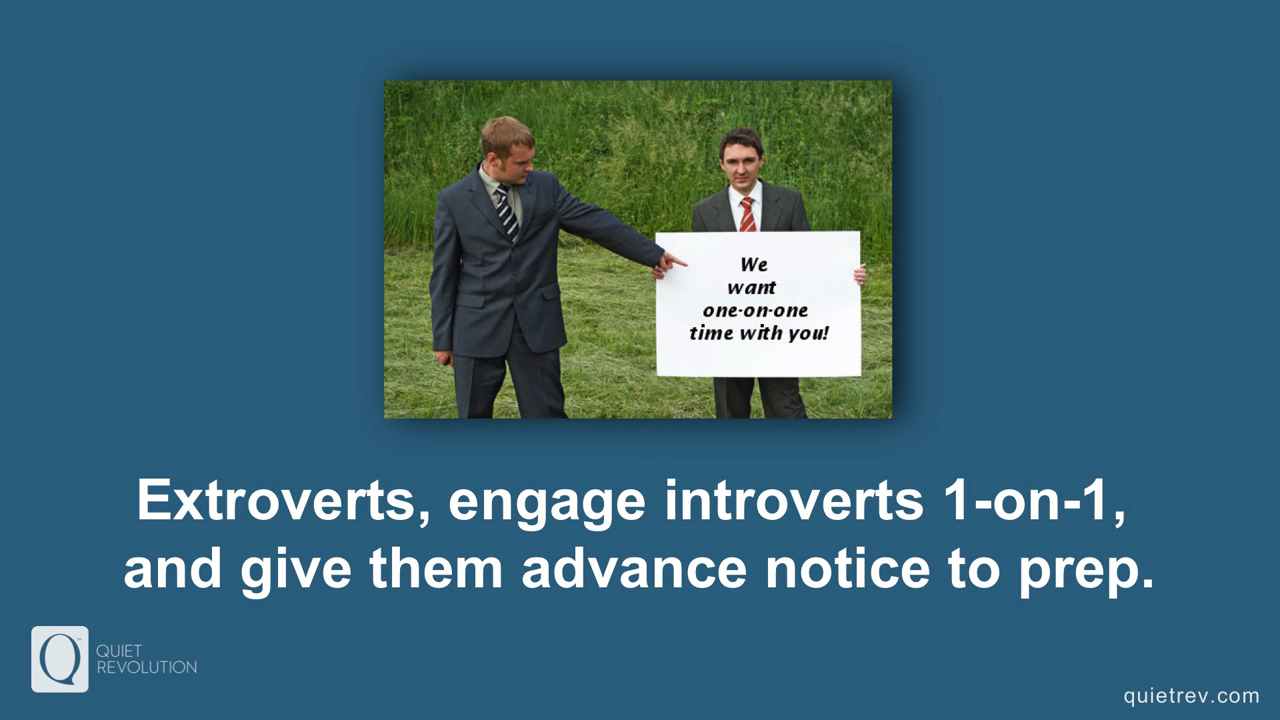 We
want
one-on-one
time with you!
Extroverts, engage introverts 1-on-1,
and give them advance notice to prep.
Q™
QUIET
REVOLUTION
quietrev.com